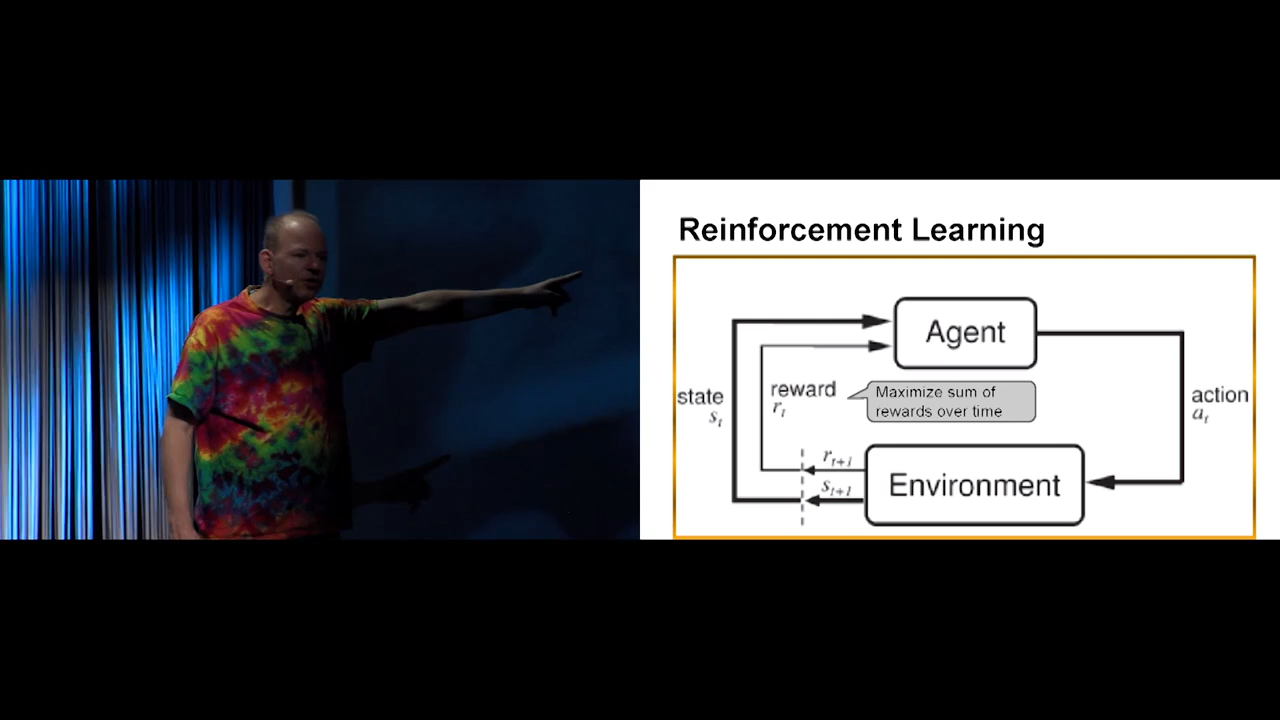 Reinforcement Learning
Agent
state
sₜ
reward
rₜ
Maximize sum of
rewards over time
action
aₜ
rₜ₊₁
sₜ₊₁
Environment